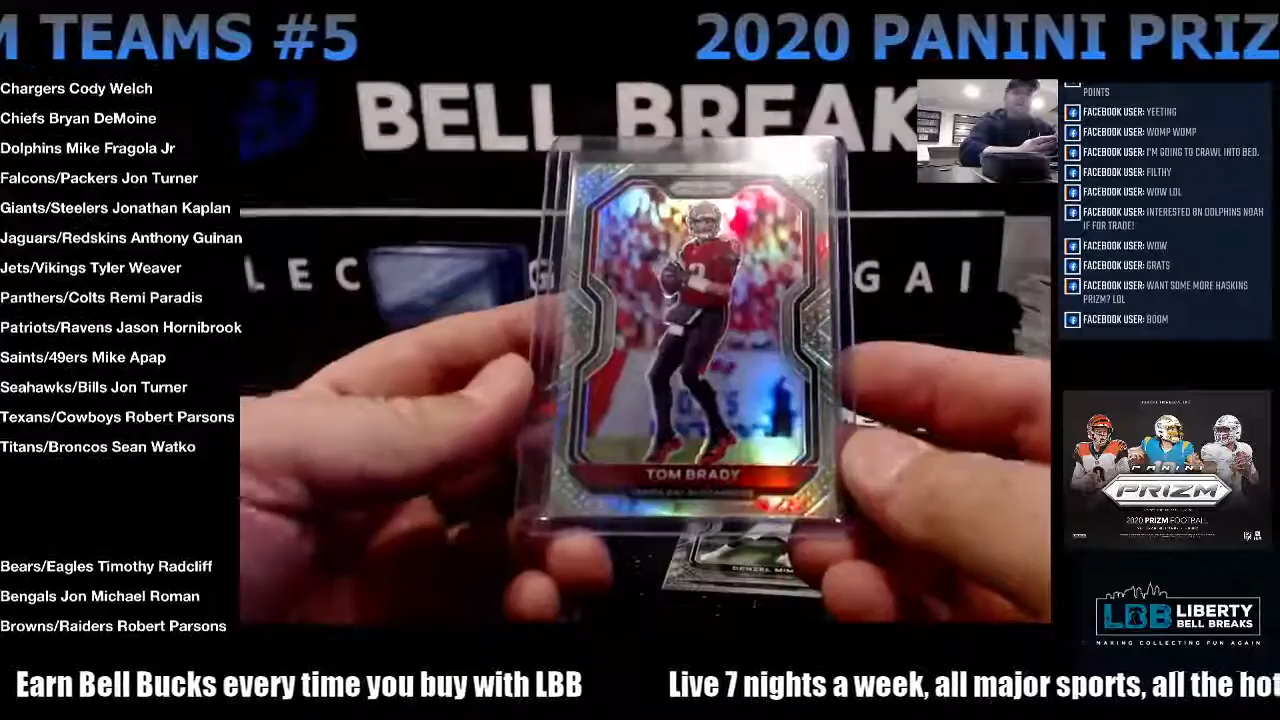 M TEAMS #5
2020 PANINI PRIZ
Chargers Cody Welch
Chiefs Bryan DeMoine
Dolphins Mike Fragola Jr
Falcons/Packers Jon Turner
Giants/Steelers Jonathan Kaplan
Jaguars/Redskins Anthony Guinan
Jets/Vikings Tyler Weaver
Panthers/Colts Remi Paradis
Patriots/Ravens Jason Hornibrook
Saints/49ers Mike Apap
Seahawks/Bills Jon Turner
Texans/Cowboys Robert Parsons
Titans/Broncos Sean Watko
Bears/Eagles Timothy Radcliff
Bengals Jon Michael Roman
Browns/Raiders Robert Parsons
BELL BREAK
LEC
G
GAI
TOM BRADY
DENZEL MIM
POINTS
FACEBOOK USER: YEETING
FACEBOOK USER: WOMP WOMP
FACEBOOK USER: I'M GOING TO CRAWL INTO BED.
FACEBOOK USER: FILTHY
FACEBOOK USER: WOW LOL
FACEBOOK USER: INTERESTED 8N DOLPHINS NOAH
IF FOR TRADE!
FACEBOOK USER: WOW
FACEBOOK USER: GRATS
FACEBOOK USER: WANT SOME MORE HASKINS
PRIZM? LOL
FACEBOOK USER: BOOM
PANINI
PRIZM
2020 PRIZM FOOTBALL
LBB LIBERTY
BELL BREAKS
MAKING COLLECTING FUN AGAIN
Earn Bell Bucks every time you buy with LBB
Live 7 nights a week, all major sports, all the hot